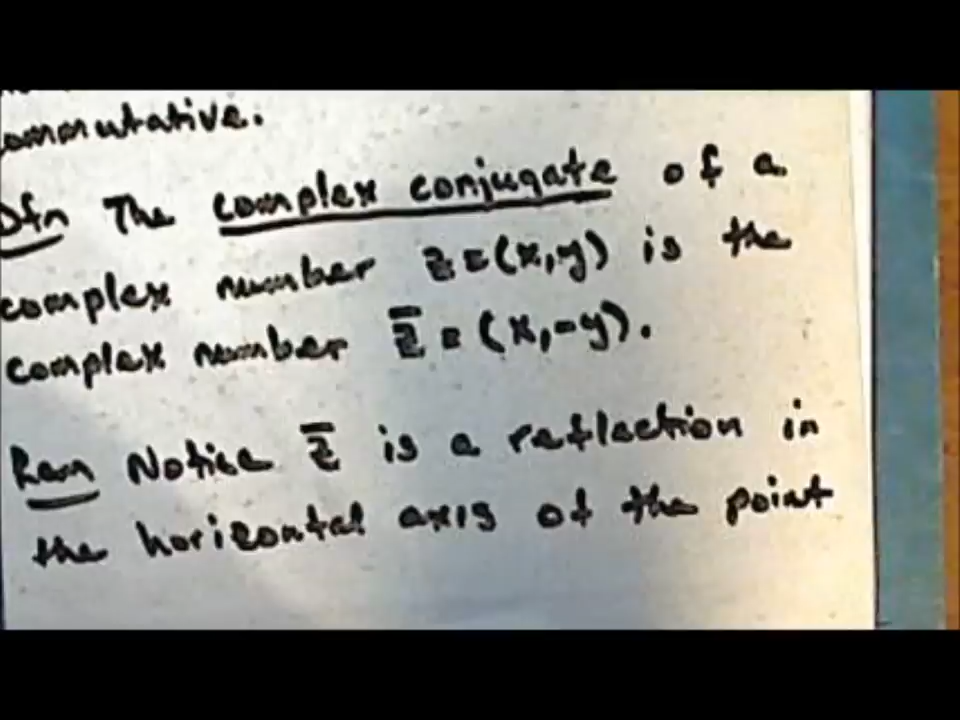 commutative.
Dfn The complex conjugate of a
complex number z=(x,y) is the
complex number z̄=(x,-y).
Rem Notice z̄ is a reflection in
the horizontal axis of the point